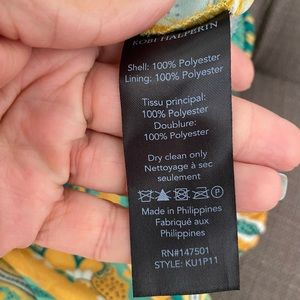 KOBI HALPERIN
Shell: 100% Polyester
Lining: 100% Polyester
Tissu principal:
100% Polyester
Doublure:
100% Polyester
Dry clean only
Nettoyage à sec
seulement
P
Made in Philippines
Fabriqué aux
Philippines
RN#147501
STYLE: KU1P11